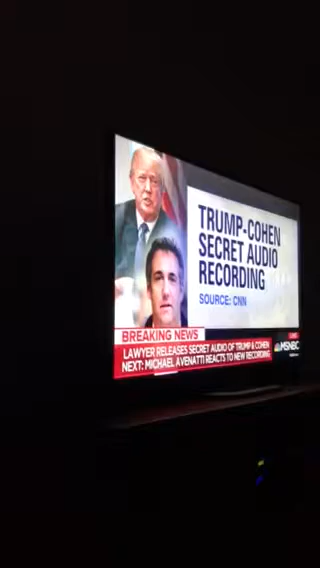 TRUMP-COHEN
SECRET AUDIO
RECORDING
SOURCE: CNN
BREAKING NEWS
LAWYER RELEASES SECRET AUDIO OF TRUMP & COHEN
NEXT: MICHAEL AVENATTI REACTS TO NEW RECORDING
MSNBC